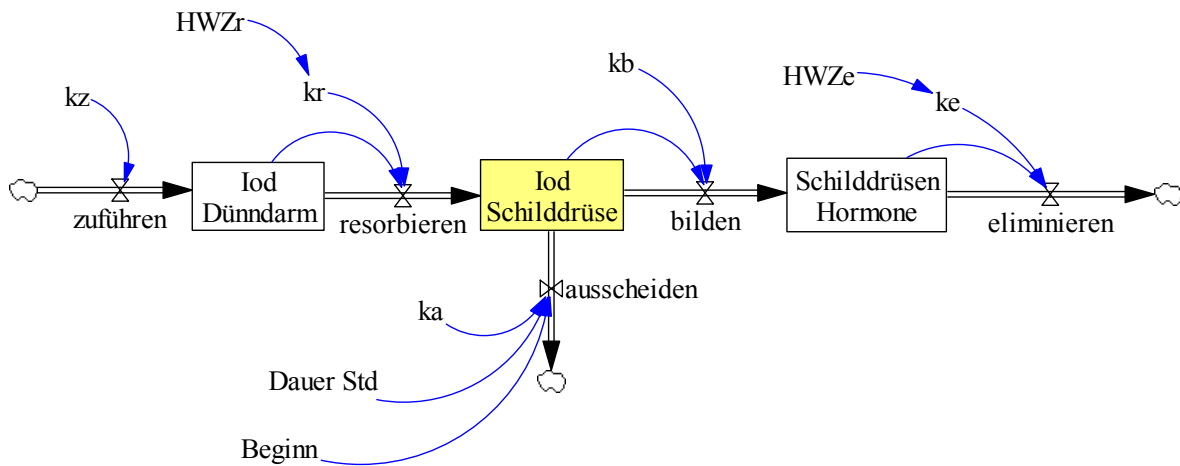 HWZr
kb
HWZe
kz
kr
ke
Iod
Dünndarm
Iod
Schilddrüse
Schilddrüsen
Hormone
zuführen
resorbieren
bilden
eliminieren
ausscheiden
ka
Dauer Std
Beginn